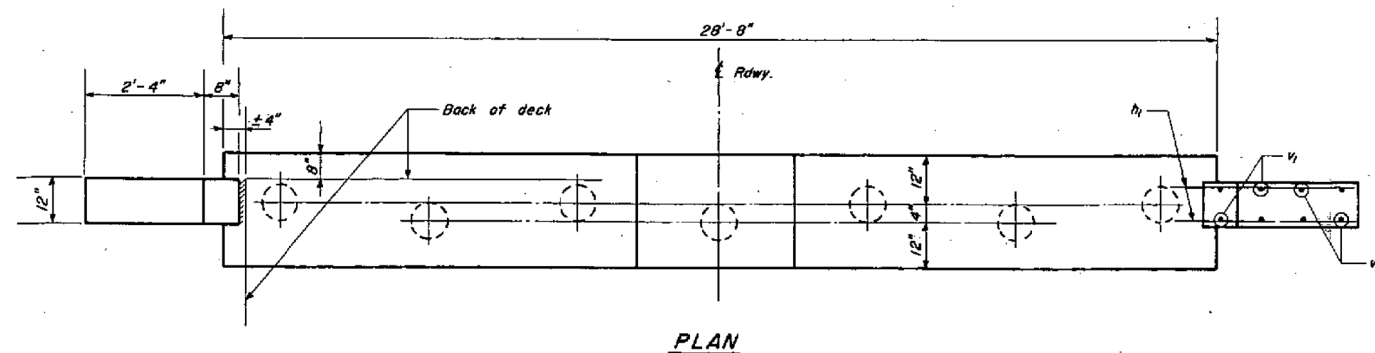 28'-8"
℄ Rdwy.
2'-4"
8"
±4"
Back of deck
h₁
v₁
8"
12"
12"
4"
12"
v
PLAN